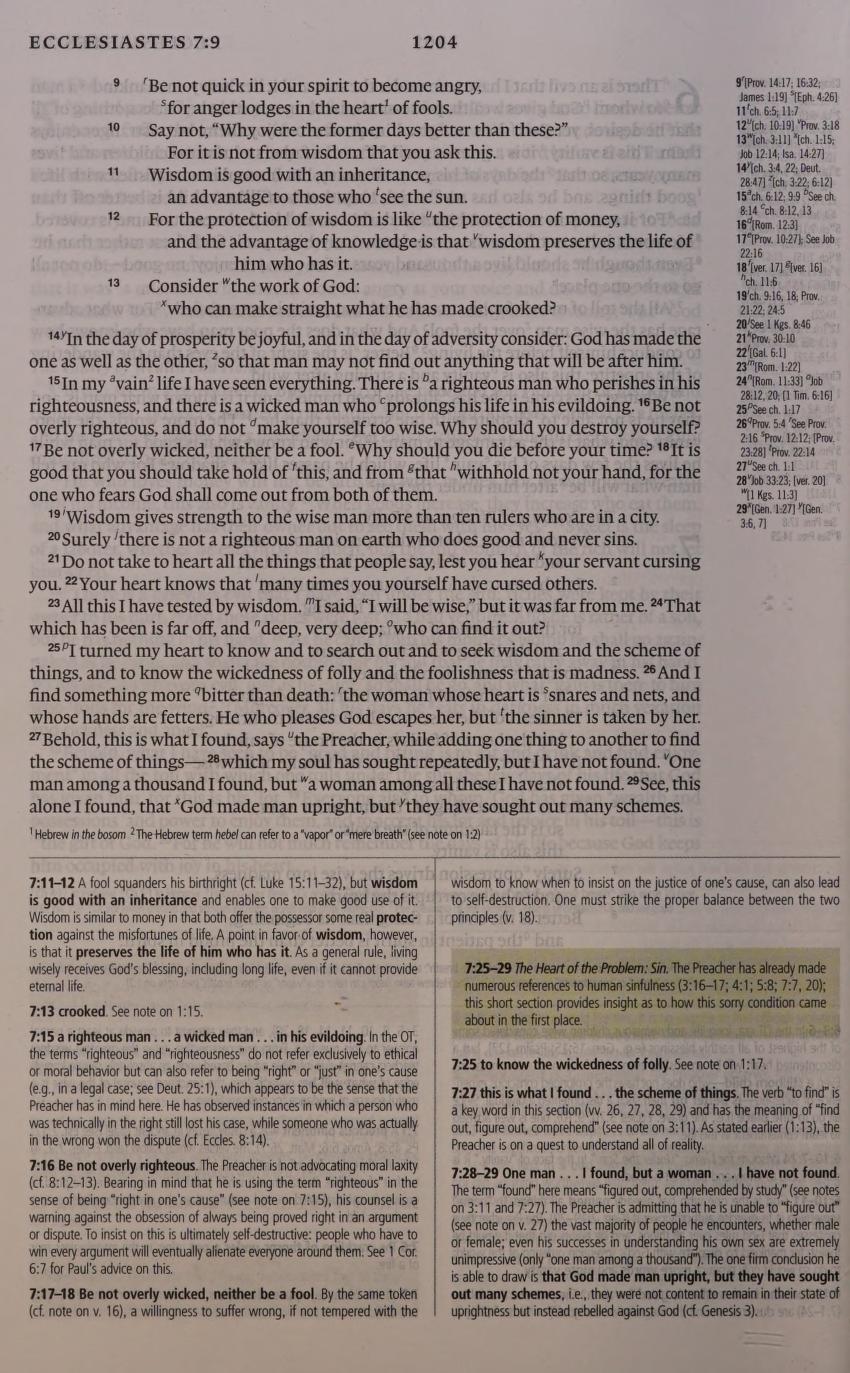 ECCLESIASTES 7:9
1204
9 rBe not quick in your spirit to become angry,
sfor anger lodges in the heart1 of fools.
10 Say not, “Why were the former days better than these?”
For it is not from wisdom that you ask this.
11 Wisdom is good with an inheritance,
an advantage to those who tsee the sun.
12 For the protection of wisdom is like uthe protection of money,
and the advantage of knowledge is that vwisdom preserves the life of
him who has it.
13 Consider wthe work of God:
xwho can make straight what he has made crooked?
14 yIn the day of prosperity be joyful, and in the day of adversity consider: God has made the
one as well as the other, zso that man may not find out anything that will be after him.
15 In my avain2 life I have seen everything. There is ba righteous man who perishes in his
righteousness, and there is a wicked man who cprolongs his life in his evildoing. 16 Be not
overly righteous, and do not dmake yourself too wise. Why should you destroy yourself?
17 Be not overly wicked, neither be a fool. eWhy should you die before your time? 18 It is
good that you should take hold of fthis, and from gthat hwithhold not your hand, for the
one who fears God shall come out from both of them.
19 iWisdom gives strength to the wise man more than ten rulers who are in a city.
20 Surely jthere is not a righteous man on earth who does good and never sins.
21 Do not take to heart all the things that people say, lest you hear kyour servant cursing
you. 22 Your heart knows that lmany times you yourself have cursed others.
23 All this I have tested by wisdom. mI said, “I will be wise,” but it was far from me. 24 That
which has been is far off, and ndeep, very deep; owho can find it out?
25 pI turned my heart to know and to search out and to seek wisdom and the scheme of
things, and to know the wickedness of folly and the foolishness that is madness. 26 And I
find something more qbitter than death: rthe woman whose heart is ssnares and nets, and
whose hands are fetters. He who pleases God escapes her, but tthe sinner is taken by her.
27 Behold, this is what I found, says uthe Preacher, while adding one thing to another to find
the scheme of things—28 which my soul has sought repeatedly, but I have not found. vOne
man among a thousand I found, but wa woman among all these I have not found. 29 See, this
alone I found, that xGod made man upright, but ythey have sought out many schemes.
1 Hebrew in the bosom 2 The Hebrew term hebel can refer to a “vapor” or “mere breath” (see note on 1:2)
9 r[Prov. 14:17; 16:32;
James 1:19] s[Eph. 4:26]
11 tch. 6:5; 11:7
12 u[ch. 10:19] vProv. 3:18
13 w[ch. 3:11] x[ch. 1:15;
Job 12:14; Isa. 14:27]
14 y[ch. 3:4, 22; Deut.
28:47] z[ch. 3:22; 6:12]
15 ach. 6:12; 9:9 bSee ch.
8:14 cch. 8:12, 13
16 d[Rom. 12:3]
17 e[Prov. 10:27]; See Job
22:16
18 f[ver. 17] g[ver. 16]
hch. 11:6
19 ich. 9:16, 18; Prov.
21:22; 24:5
20 jSee 1 Kgs. 8:46
21 kProv. 30:10
22 l[Gal. 6:1]
23 m[Rom. 1:22]
24 n[Rom. 11:33] oJob
28:12, 20; [1 Tim. 6:16]
25 pSee ch. 1:17
26 qProv. 5:4 rSee Prov.
2:16 sProv. 12:12; [Prov.
23:28] tProv. 22:14
27 uSee ch. 1:1
28 vJob 33:23; [ver. 20]
w[1 Kgs. 11:3]
29 x[Gen. 1:27] y[Gen.
3:6, 7]
7:11–12 A fool squanders his birthright (cf. Luke 15:11–32), but wisdom
is good with an inheritance and enables one to make good use of it.
Wisdom is similar to money in that both offer the possessor some real protec-
tion against the misfortunes of life. A point in favor of wisdom, however,
is that it preserves the life of him who has it. As a general rule, living
wisely receives God’s blessing, including long life, even if it cannot provide
eternal life.
7:13 crooked. See note on 1:15.
7:15 a righteous man . . . a wicked man . . . in his evildoing. In the OT,
the terms “righteous” and “righteousness” do not refer exclusively to ethical
or moral behavior but can also refer to being “right” or “just” in one’s cause
(e.g., in a legal case; see Deut. 25:1), which appears to be the sense that the
Preacher has in mind here. He has observed instances in which a person who
was technically in the right still lost his case, while someone who was actually
in the wrong won the dispute (cf. Eccles. 8:14).
7:16 Be not overly righteous. The Preacher is not advocating moral laxity
(cf. 8:12–13). Bearing in mind that he is using the term “righteous” in the
sense of being “right in one’s cause” (see note on 7:15), his counsel is a
warning against the obsession of always being proved right in an argument
or dispute. To insist on this is ultimately self-destructive: people who have to
win every argument will eventually alienate everyone around them. See 1 Cor.
6:7 for Paul’s advice on this.
7:17–18 Be not overly wicked, neither be a fool. By the same token
(cf. note on v. 16), a willingness to suffer wrong, if not tempered with the
wisdom to know when to insist on the justice of one’s cause, can also lead
to self-destruction. One must strike the proper balance between the two
principles (v. 18).
7:25–29 The Heart of the Problem: Sin. The Preacher has already made
numerous references to human sinfulness (3:16–17; 4:1; 5:8; 7:7, 20);
this short section provides insight as to how this sorry condition came
about in the first place.
7:25 to know the wickedness of folly. See note on 1:17.
7:27 this is what I found . . . the scheme of things. The verb “to find” is
a key word in this section (vv. 26, 27, 28, 29) and has the meaning of “find
out, figure out, comprehend” (see note on 3:11). As stated earlier (1:13), the
Preacher is on a quest to understand all of reality.
7:28–29 One man . . . I found, but a woman . . . I have not found.
The term “found” here means “figured out, comprehended by study” (see notes
on 3:11 and 7:27). The Preacher is admitting that he is unable to “figure out”
(see note on v. 27) the vast majority of people he encounters, whether male
or female; even his successes in understanding his own sex are extremely
unimpressive (only “one man among a thousand”). The one firm conclusion he
is able to draw is that God made man upright, but they have sought
out many schemes, i.e., they were not content to remain in their state of
uprightness but instead rebelled against God (cf. Genesis 3).